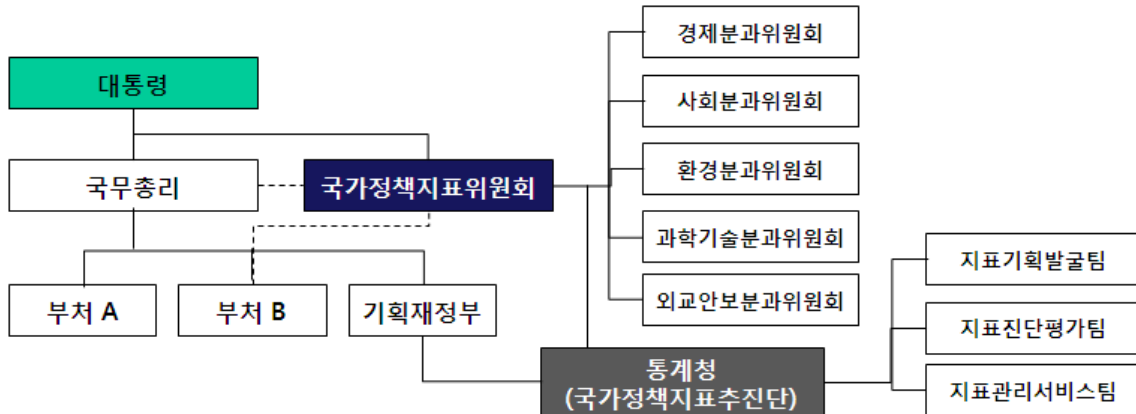 대통령
국무총리
국가정책지표위원회
부처 A
부처 B
기획재정부
경제분과위원회
사회분과위원회
환경분과위원회
과학기술분과위원회
외교안보분과위원회
통계청
(국가정책지표추진단)
지표기획발굴팀
지표진단평가팀
지표관리서비스팀